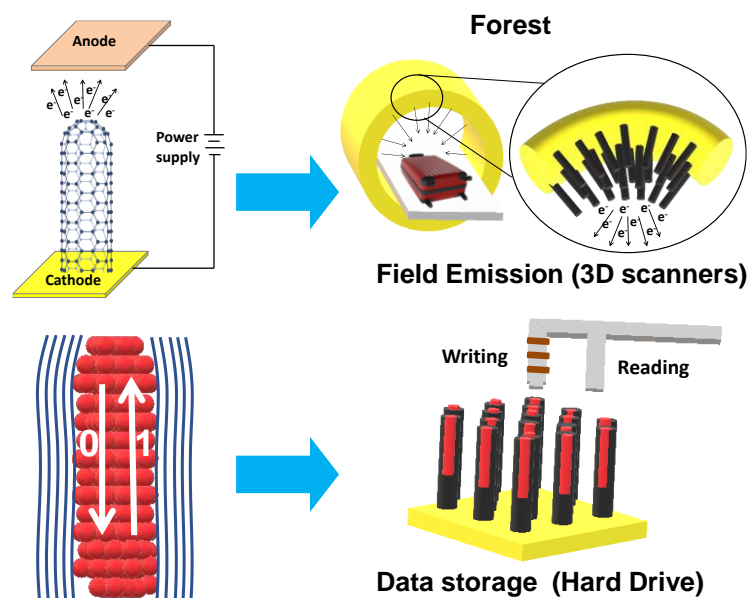 Forest
Anode
e- e- e- e- e-
e- e- e-
Power
supply
Cathode
e- e- e-
e- e- e-
Field Emission (3D scanners)
0 1
Writing
Reading
Data storage (Hard Drive)